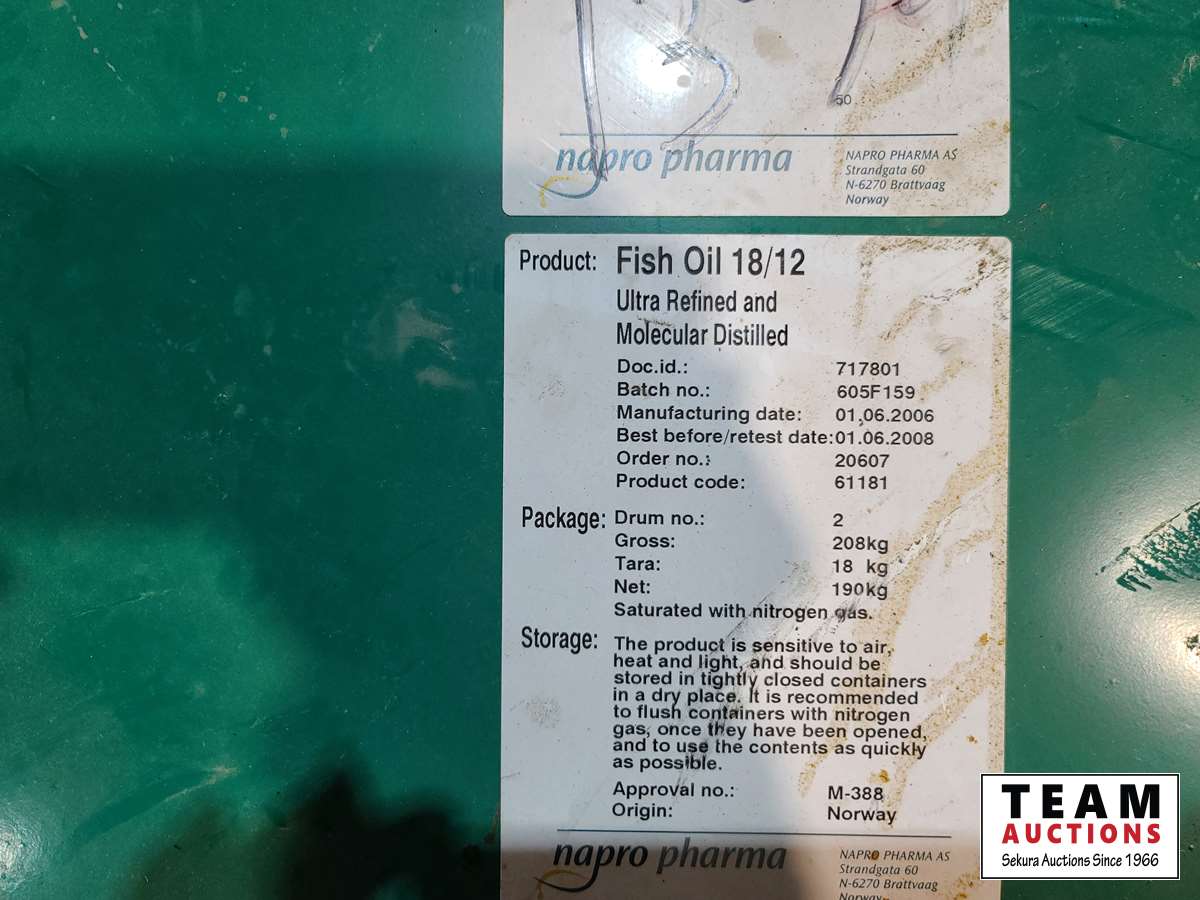 50
napro pharma
NAPRO PHARMA AS
Strandgata 60
N-6270 Brattvaag
Norway
Product: Fish Oil 18/12
Ultra Refined and
Molecular Distilled
Doc.id.: 717801
Batch no.: 605F159
Manufacturing date: 01.06.2006
Best before/retest date: 01.06.2008
Order no.: 20607
Product code: 61181
Package: Drum no.: 2
Gross: 208kg
Tara: 18 kg
Net: 190kg
Saturated with nitrogen gas.
Storage: The product is sensitive to air,
heat and light, and should be
stored in tightly closed containers
in a dry place. It is recommended
to flush containers with nitrogen
gas, once they have been opened,
and to use the contents as quickly
as possible.
Approval no.: M-388
Origin: Norway
napro pharma
NAPRO PHARMA AS
Strandgata 60
N-6270 Brattvaag
Norway
TEAM
AUCTIONS
Sekura Auctions Since 1966